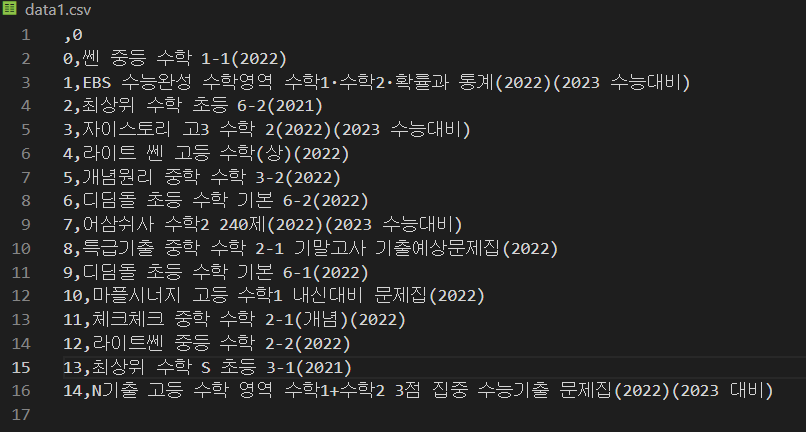 data1.csv
1 ,0
2 0,쎈 중등 수학 1-1(2022)
3 1,EBS 수능완성 수학영역 수학1·수학2·확률과 통계(2022)(2023 수능대비)
4 2,최상위 수학 초등 6-2(2021)
5 3,자이스토리 고3 수학 2(2022)(2023 수능대비)
6 4,라이트 쎈 고등 수학(상)(2022)
7 5,개념원리 중학 수학 3-2(2022)
8 6,디딤돌 초등 수학 기본 6-2(2022)
9 7,어삼쉬사 수학2 240제(2022)(2023 수능대비)
10 8,특급기출 중학 수학 2-1 기말고사 기출예상문제집(2022)
11 9,디딤돌 초등 수학 기본 6-1(2022)
12 10,마플시너지 고등 수학1 내신대비 문제집(2022)
13 11,체크체크 중학 수학 2-1(개념)(2022)
14 12,라이트쎈 중등 수학 2-2(2022)
15 13,최상위 수학 S 초등 3-1(2021)
16 14,N기출 고등 수학 영역 수학1+수학2 3점 집중 수능기출 문제집(2022)(2023 대비)
17